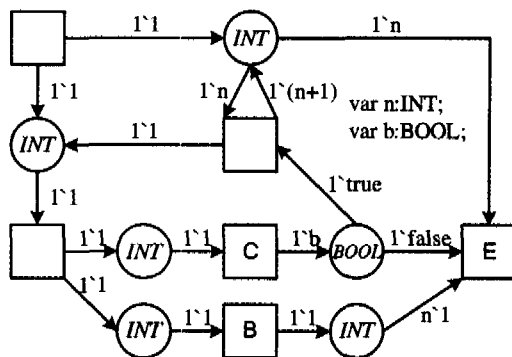 1`1 INT 1`n
1`1 1`n 1`(n+1)
var n:INT;
INT 1`1 var b:BOOL;
1`1 1`true
1`1 INT 1`1 C 1`b BOOL 1`false E
1`1
INT 1`1 B 1`1 INT n`1